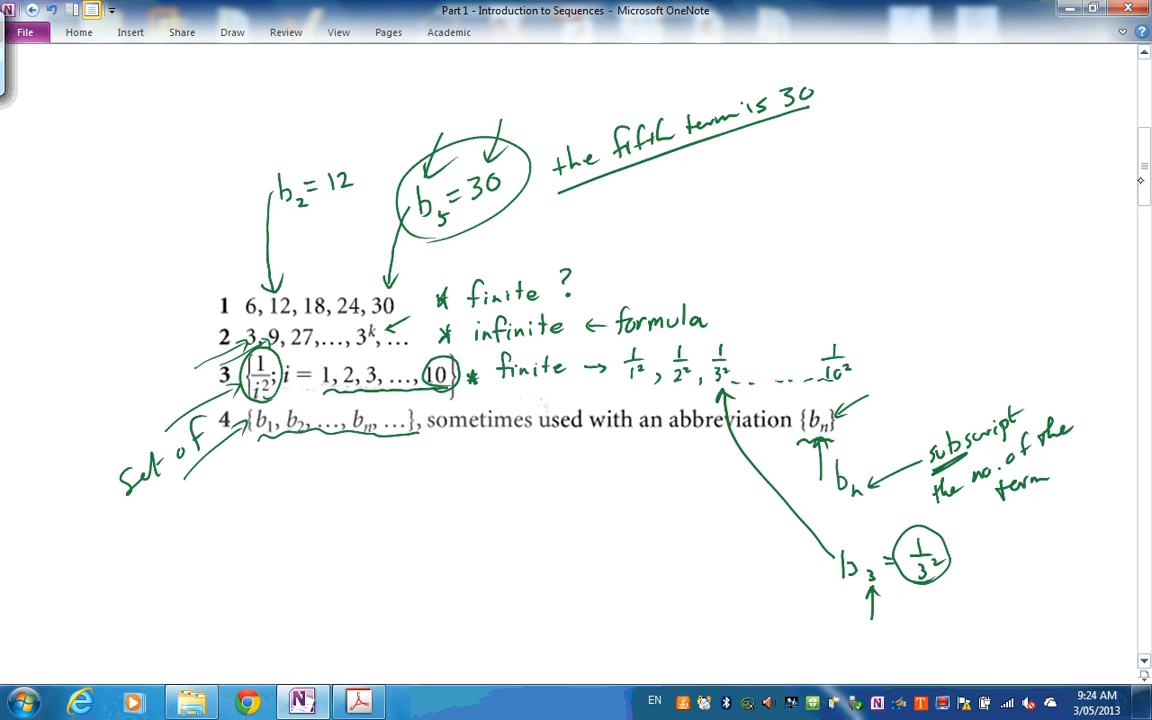 Part 1 - Introduction to Sequences - Microsoft OneNote
File Home Insert Share Draw Review View Pages Academic
the fifth term is 30
b₂ = 12
b₅ = 30
1 6, 12, 18, 24, 30 * finite ?
2 3, 9, 27,…, 3ᵏ, … * infinite ← formula
3 {1/i²; i = 1, 2, 3, …, 10} * finite → 1/1², 1/2², 1/3² ........ 1/10²
4 {b₁, b₂, …, bₙ, …}, sometimes used with an abbreviation {bₙ}
set of
bₙ ← subscript
the no. of the
term
b₃ = 1/3²
EN
9:24 AM
3/05/2013